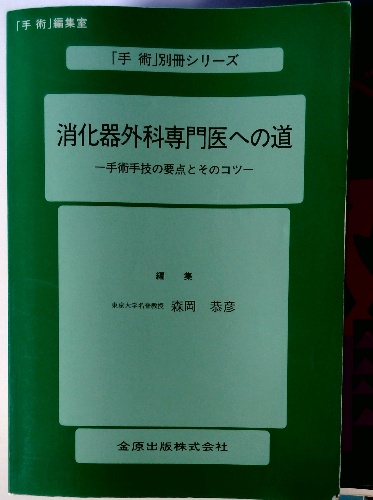 「手術」編集室
「手術」別冊シリーズ
消化器外科専門医への道
―手術手技の要点とそのコツ―
編集
東京大学名誉教授 森岡 恭彦
金原出版株式会社